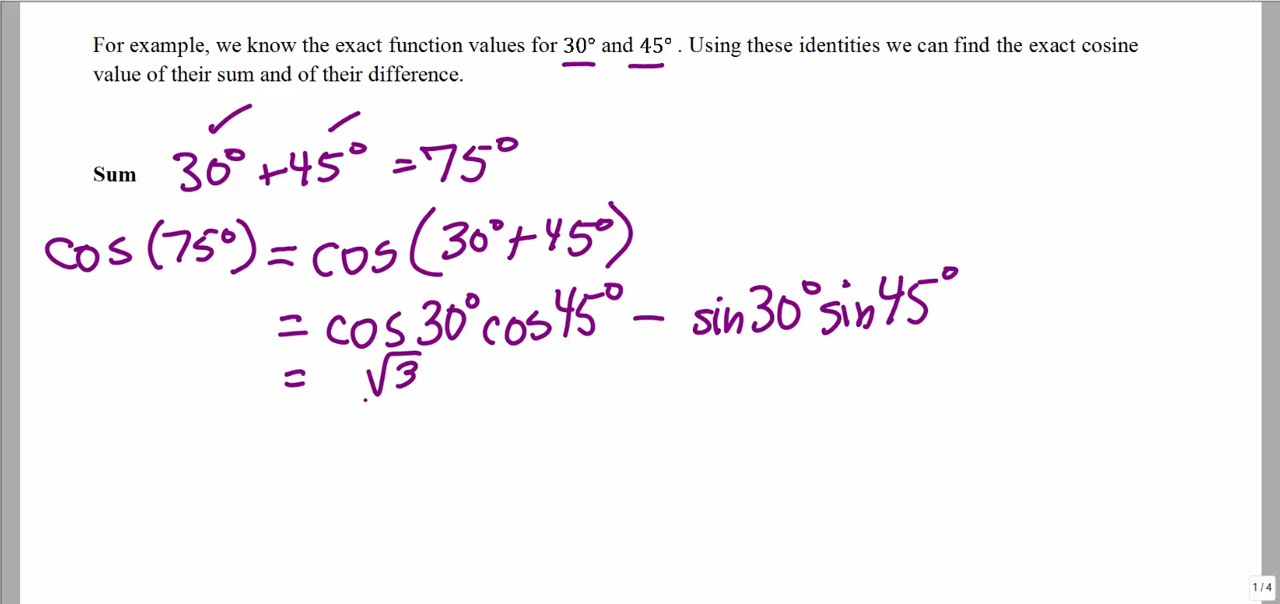 For example, we know the exact function values for 30° and 45° . Using these identities we can find the exact cosine
value of their sum and of their difference.
Sum 30° + 45° = 75°
cos (75°) = cos (30° + 45°)
= cos 30° cos 45° − sin 30° sin 45°
= √3
1 / 4